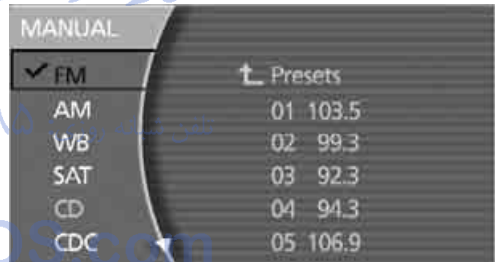 MANUAL
FM
Presets
AM
01 103.5
WB
02 99.3
SAT
03 92.3
CD
04 94.3
CDC
05 106.9